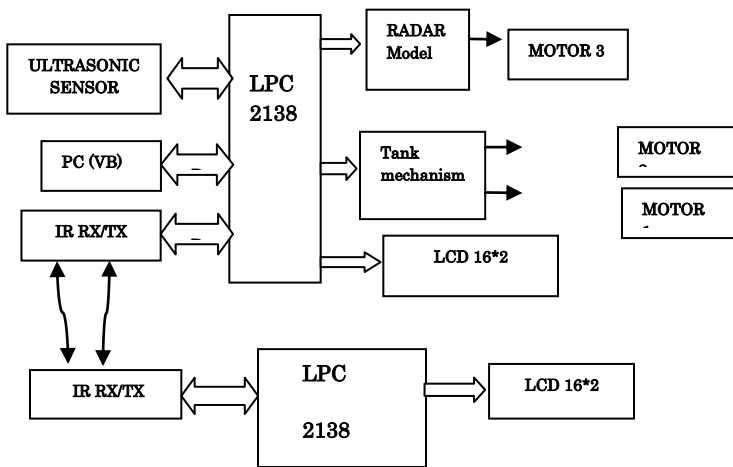 RADAR
Model
MOTOR 3
ULTRASONIC
SENSOR
LPC
2138
PC (VB)
Tank
mechanism
MOTOR
MOTOR
IR RX/TX
LCD 16*2
IR RX/TX
LPC
2138
LCD 16*2